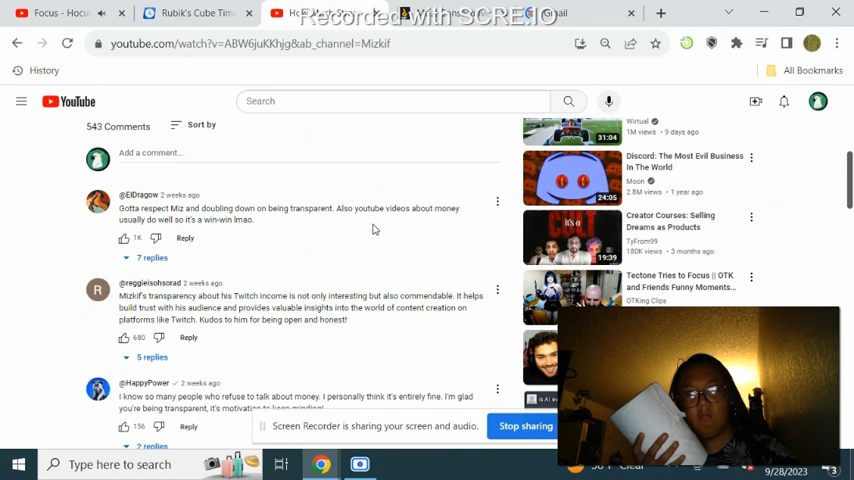 Recorded with SCRE.IO
Focus - Hocus
Rubik's Cube Time
How Much
Gmail
youtube.com/watch?v=ABW6juKKhjg&ab_channel=Mizkif
History
All Bookmarks
YouTube
Search
543 Comments
Sort by
Add a comment...
@ElDragow 2 weeks ago
Gotta respect Miz and doubling down on being transparent. Also youtube videos about money
usually do well so it's a win-win lmao.
1K
Reply
7 replies
@reggieisohsorad 2 weeks ago
Mizkif's transparency about his Twitch income is not only interesting but also commendable. It helps
build trust with his audience and provides valuable insights into the world of content creation on
platforms like Twitch. Kudos to him for being open and honest!
680
Reply
5 replies
@HappyPower 2 weeks ago
I know so many people who refuse to talk about money. I personally think it's entirely fine. I'm glad
you're being transparent, it's motivation to keep grinding!
156
Reply
2 replies
Wirtual
1M views • 9 days ago
31:04
Discord: The Most Evil Business
In The World
Moon
2.8M views • 1 year ago
24:05
Creator Courses: Selling
Dreams as Products
TyFrom99
180K views • 3 months ago
it's a
CULT
19:39
Tectone Tries to Focus || OTK
and Friends Funny Moments...
OTKing Clips
Screen Recorder is sharing your screen and audio.
Stop sharing
Type here to search
Clear
9/28/2023
3